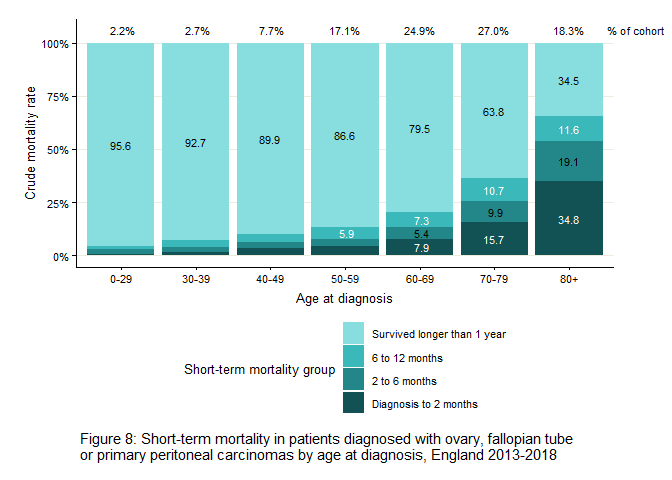 2.2% 2.7% 7.7% 17.1% 24.9% 27.0% 18.3% % of cohort
100%
75%
50%
25%
0%
Crude mortality rate
95.6 92.7 89.9 86.6 79.5 63.8 34.5
5.9 7.3 10.7 11.6
5.4 9.9 19.1
7.9 15.7 34.8
0-29 30-39 40-49 50-59 60-69 70-79 80+
Age at diagnosis
Short-term mortality group
Survived longer than 1 year
6 to 12 months
2 to 6 months
Diagnosis to 2 months
Figure 8: Short-term mortality in patients diagnosed with ovary, fallopian tube
or primary peritoneal carcinomas by age at diagnosis, England 2013-2018